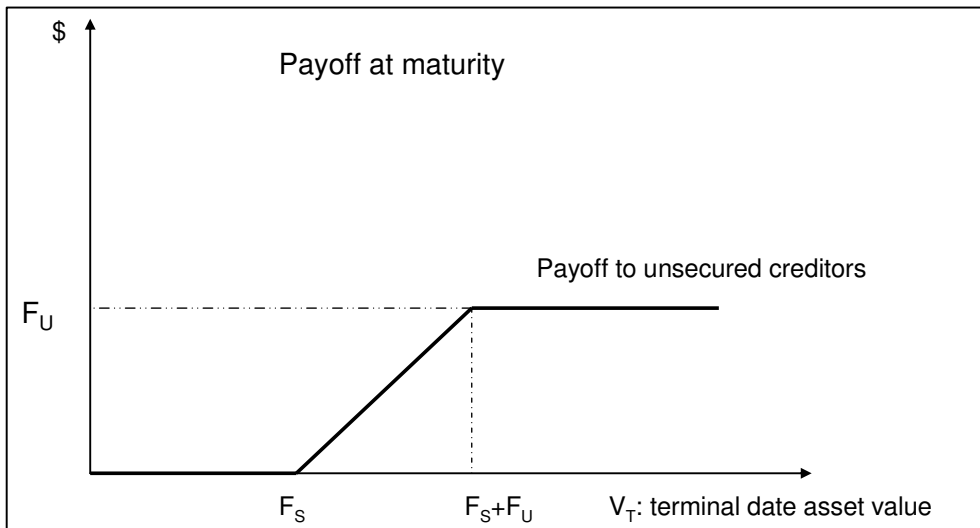 $
Payoff at maturity
Payoff to unsecured creditors
F_U
F_S
F_S+F_U
V_T: terminal date asset value